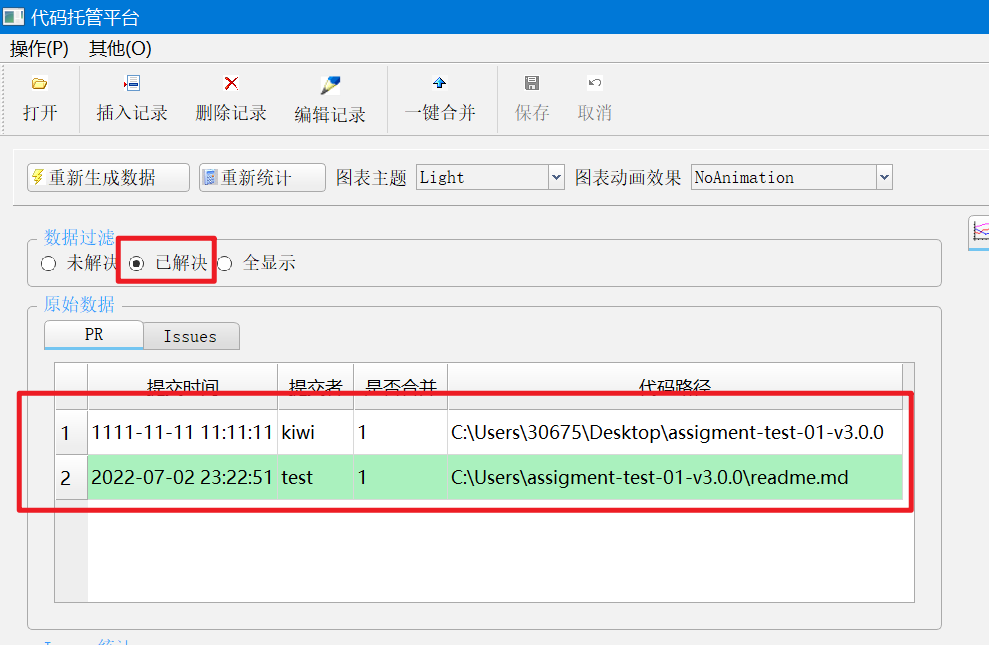 代码托管平台
操作(P) 其他(O)
打开 插入记录 删除记录 编辑记录 一键合并 保存 取消
重新生成数据 重新统计 图表主题 Light 图表动画效果 NoAnimation
数据过滤
未解决 已解决 全显示
原始数据
PR Issues
提交时间 提交者 是否合并 代码路径
1 1111-11-11 11:11:11 kiwi 1 C:\Users\30675\Desktop\assigment-test-01-v3.0.0
2 2022-07-02 23:22:51 test 1 C:\Users\assigment-test-01-v3.0.0\readme.md